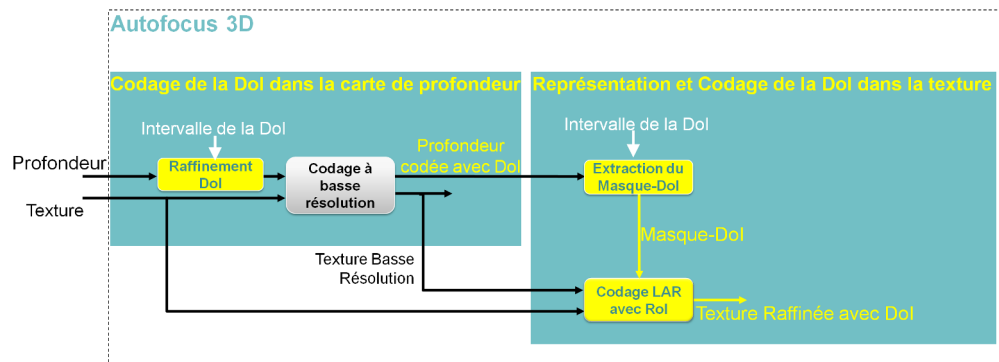 Autofocus 3D
Codage de la DoI dans la carte de profondeur
Représentation et Codage de la DoI dans la texture
Intervalle de la DoI
Profondeur
codée avec DoI
Intervalle de la DoI
Profondeur
Raffinement
DoI
Codage à
basse
résolution
Extraction du
Masque-DoI
Texture
Masque-DoI
Texture Basse
Résolution
Codage LAR
avec RoI
Texture Raffinée avec DoI